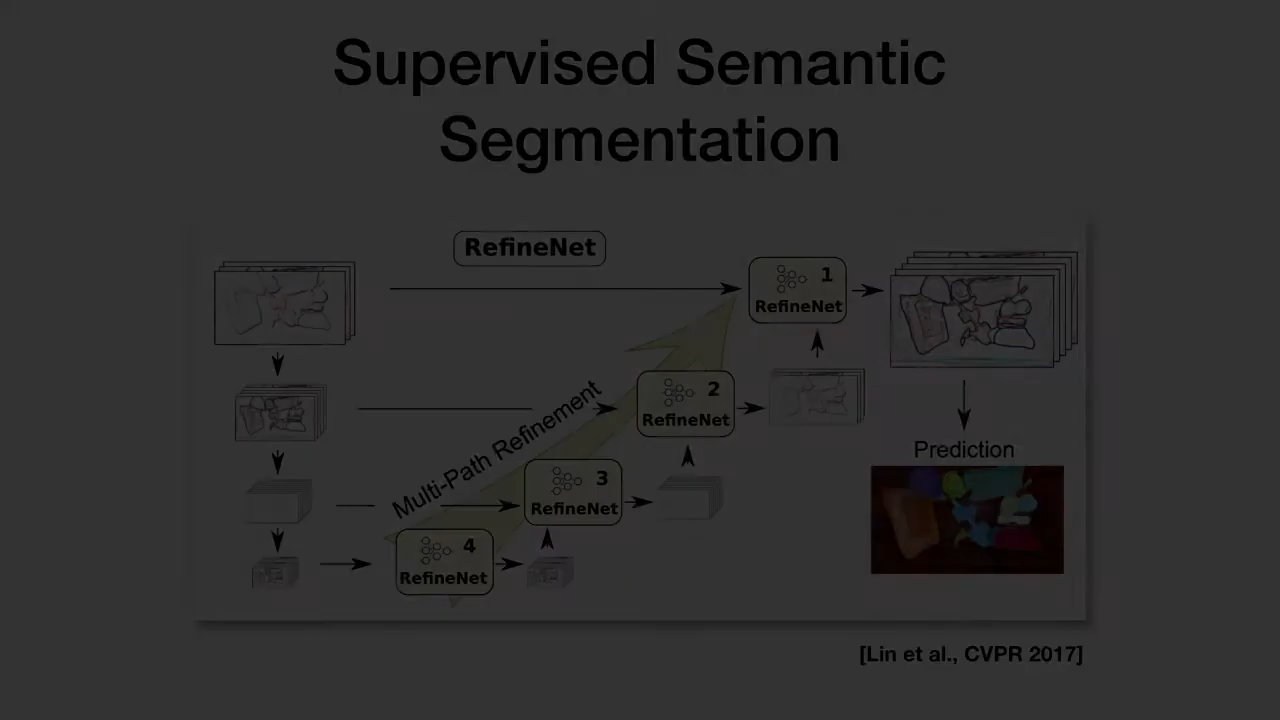 Supervised Semantic
Segmentation
RefineNet
1
RefineNet
2
RefineNet
Multi-Path Refinement
3
RefineNet
4
RefineNet
Prediction
[Lin et al., CVPR 2017]